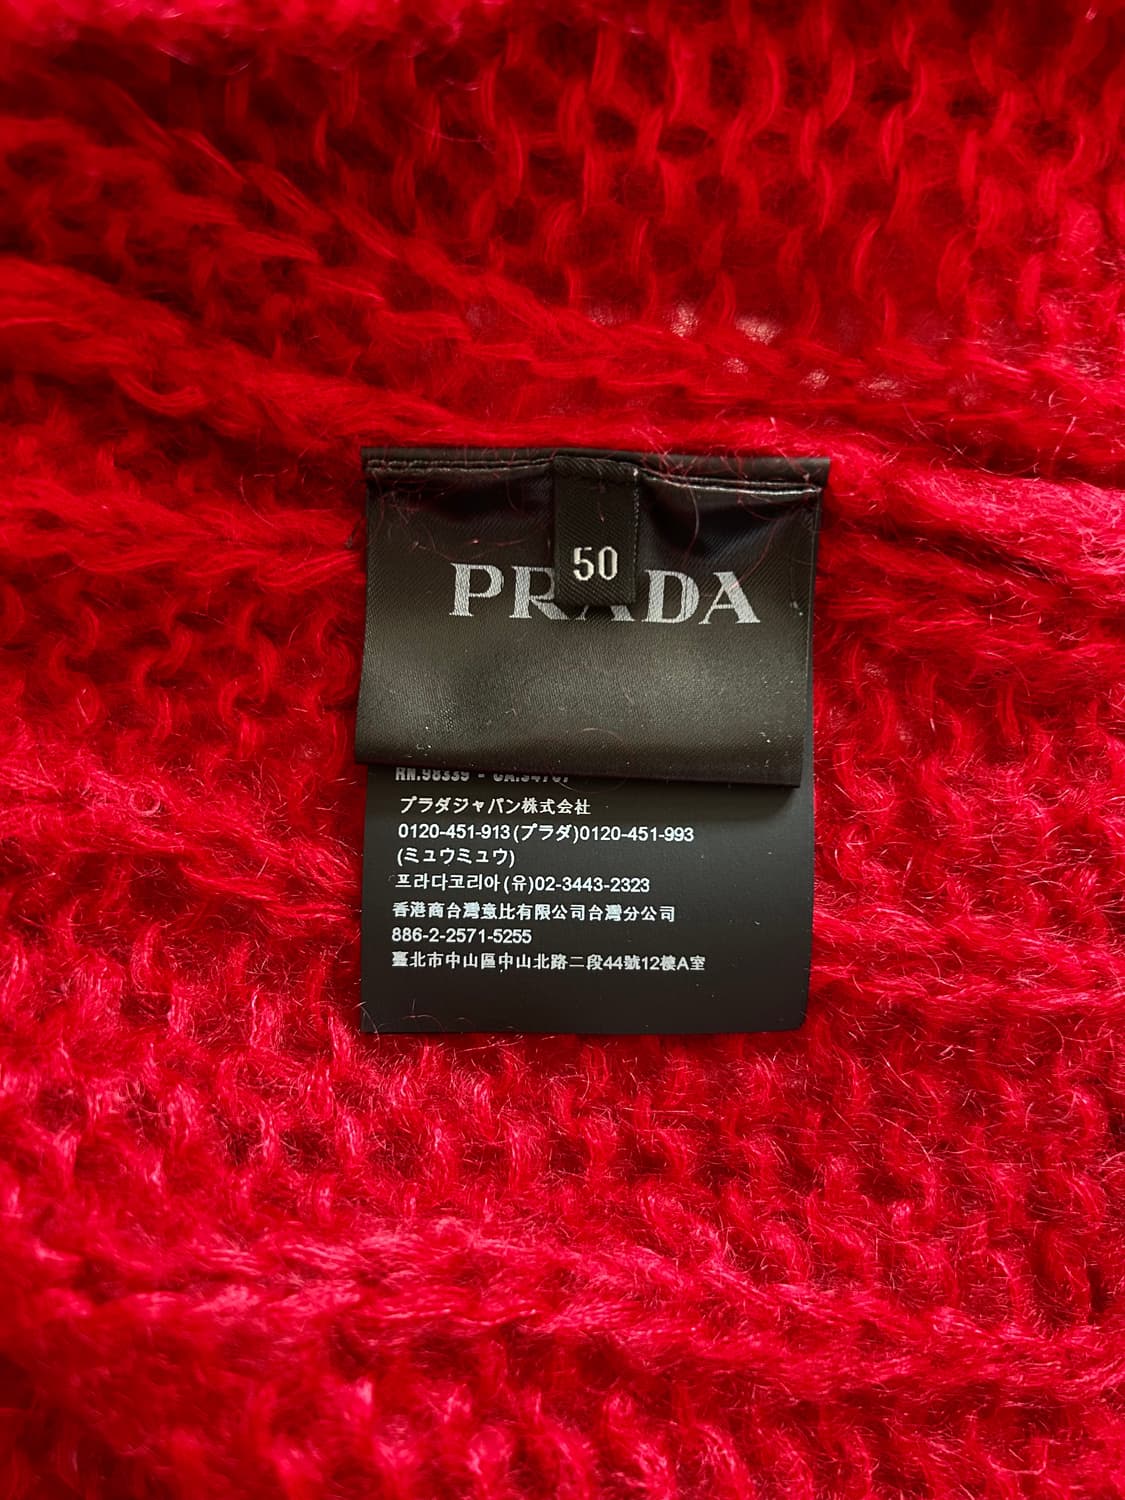 50
PRADA
RN.98339 - CA.34707
プラダジャパン株式会社
0120-451-913(プラダ)0120-451-993
(ミュウミュウ)
프라다코리아(유)02-3443-2323
香港商台灣意比有限公司台灣分公司
886-2-2571-5255
臺北市中山區中山北路二段44號12樓A室